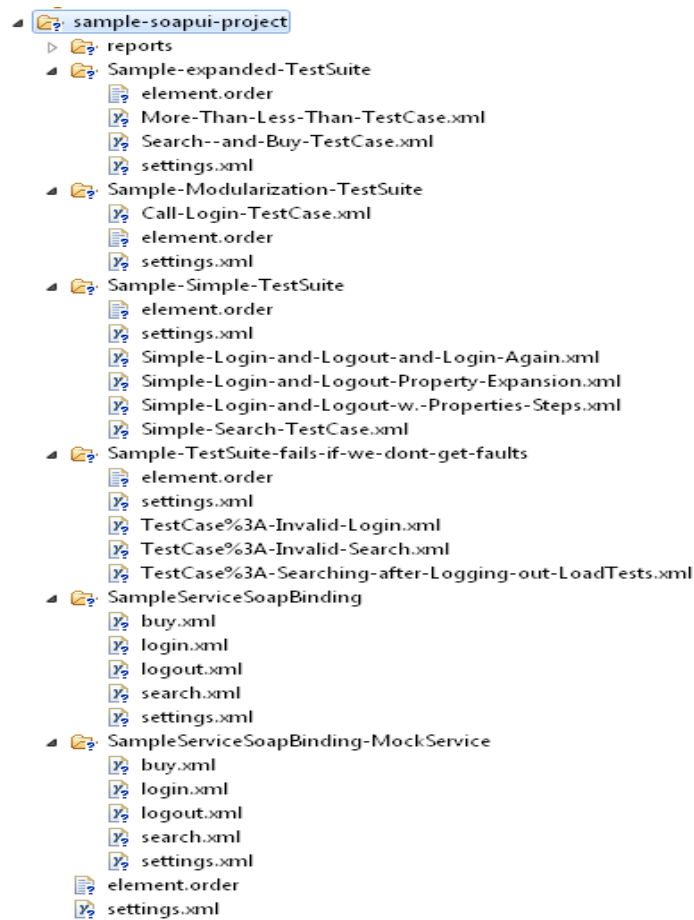 sample-soapui-project
reports
Sample-expanded-TestSuite
element.order
More-Than-Less-Than-TestCase.xml
Search--and-Buy-TestCase.xml
settings.xml
Sample-Modularization-TestSuite
Call-Login-TestCase.xml
element.order
settings.xml
Sample-Simple-TestSuite
element.order
settings.xml
Simple-Login-and-Logout-and-Login-Again.xml
Simple-Login-and-Logout-Property-Expansion.xml
Simple-Login-and-Logout-w.-Properties-Steps.xml
Simple-Search-TestCase.xml
Sample-TestSuite-fails-if-we-dont-get-faults
element.order
settings.xml
TestCase%3A-Invalid-Login.xml
TestCase%3A-Invalid-Search.xml
TestCase%3A-Searching-after-Logging-out-LoadTests.xml
SampleServiceSoapBinding
buy.xml
login.xml
logout.xml
search.xml
settings.xml
SampleServiceSoapBinding-MockService
buy.xml
login.xml
logout.xml
search.xml
settings.xml
element.order
settings.xml